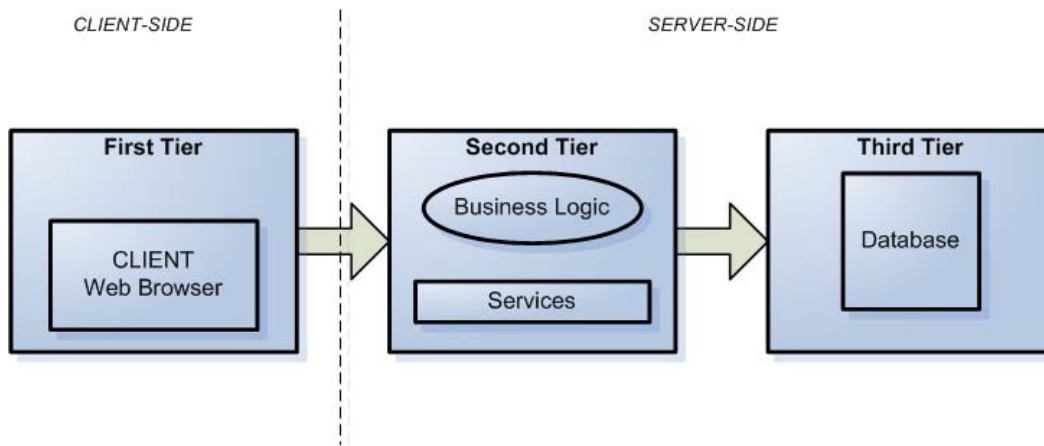 CLIENT-SIDE
SERVER-SIDE
First Tier
CLIENT
Web Browser
Second Tier
Business Logic
Services
Third Tier
Database